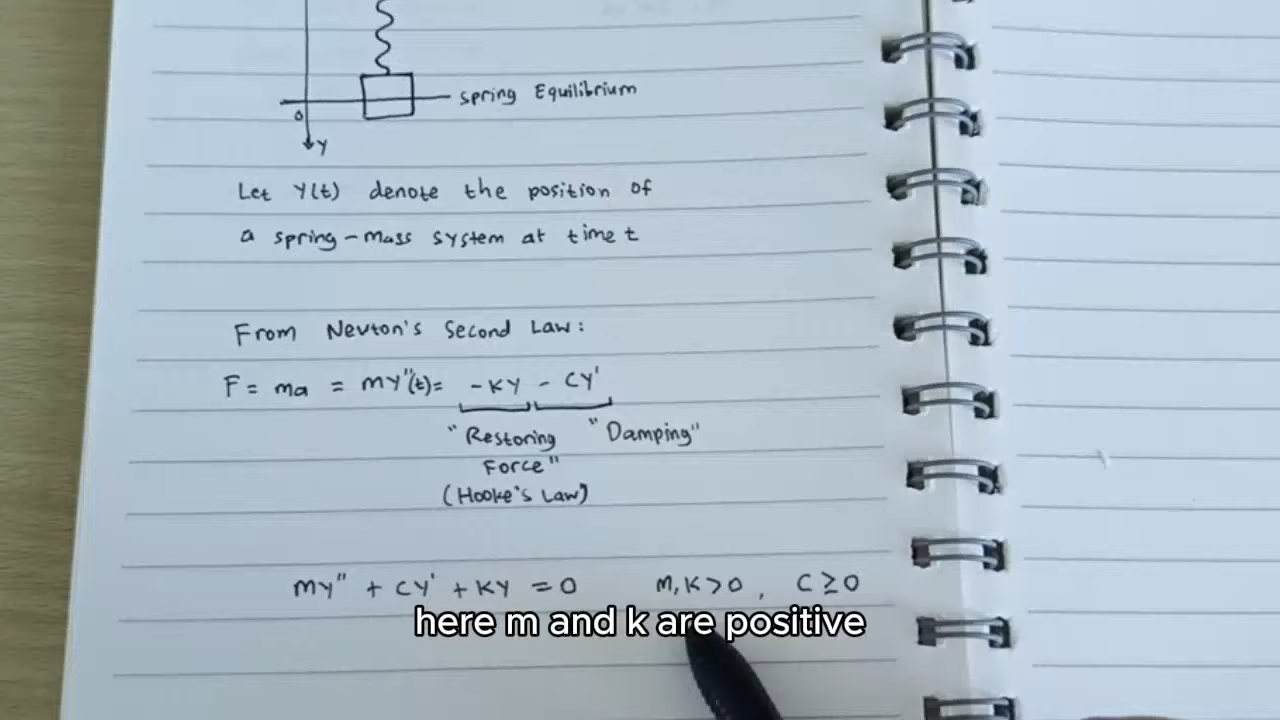 Spring Equilibrium
0
Y
Let Y(t) denote the position of
a spring-mass system at time t
From Newton's Second Law:
F = ma = my"(t)= -ky - cy'
"Restoring "Damping"
Force"
(Hooke's Law)
my" + cy' + ky = 0 m, k > 0, c ≥ 0
here m and k are positive